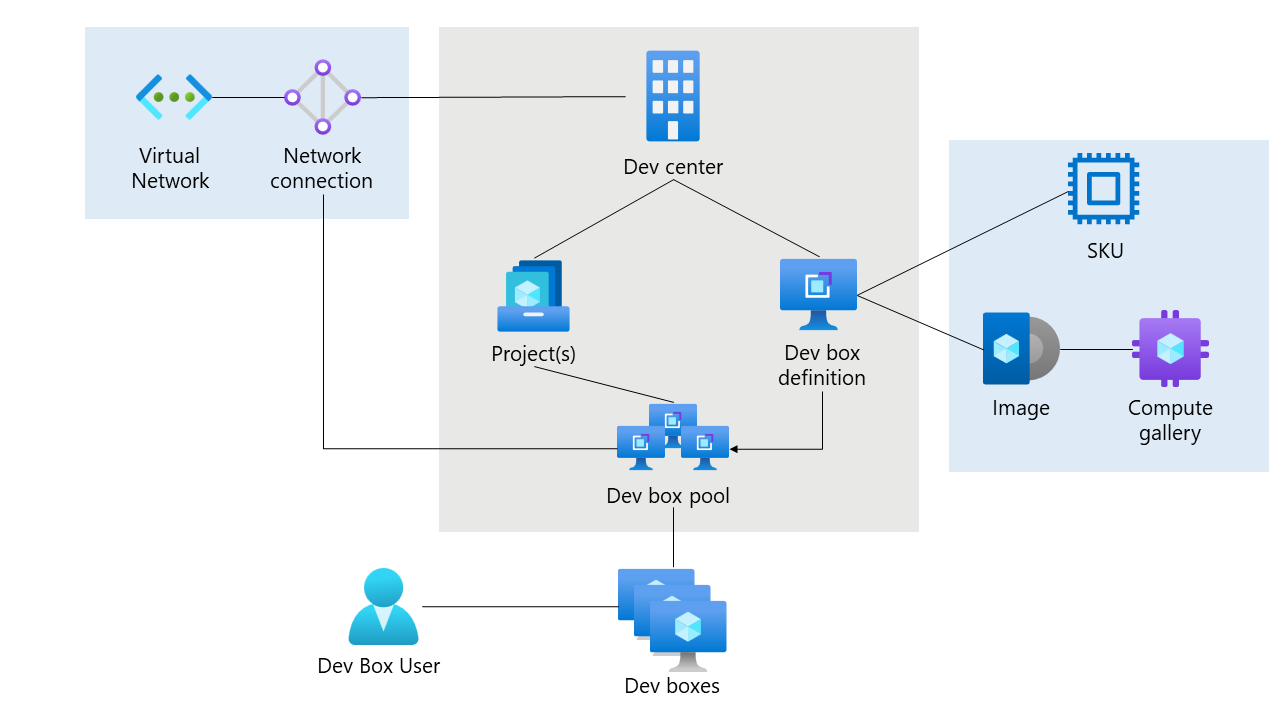 Virtual
Network
Network
connection
Dev center
SKU
Project(s)
Dev box
definition
Image
Compute
gallery
Dev box pool
Dev Box User
Dev boxes